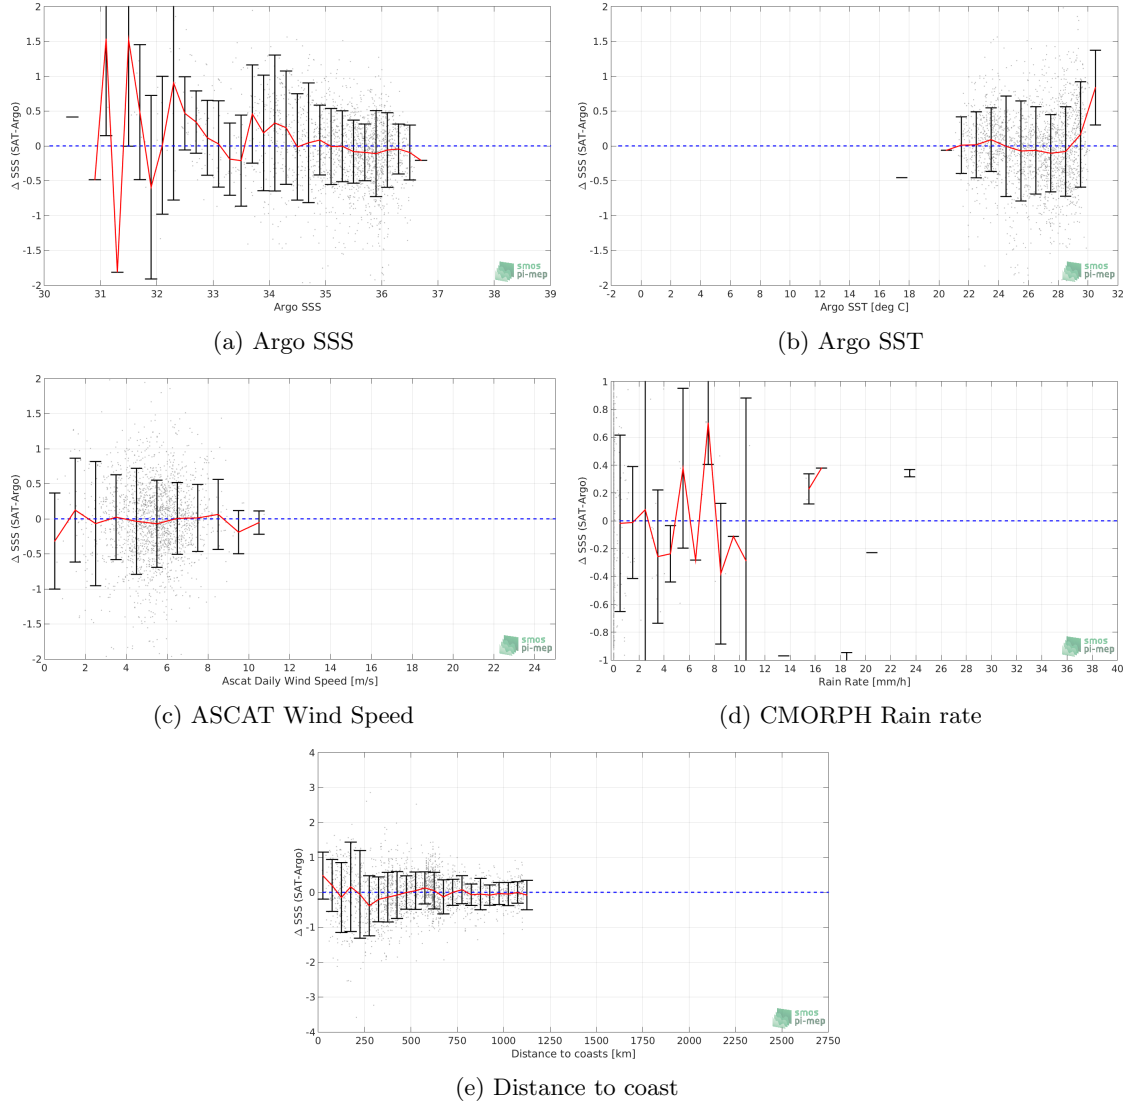 2
1.5
1
0.5
0
-0.5
-1
-1.5
-2
Δ SSS (SAT-Argo)
30 31 32 33 34 35 36 37 38 39
Argo SSS
smos
pi-mep
(a) Argo SSS
2
1.5
1
0.5
0
-0.5
-1
-1.5
-2
Δ SSS (SAT-Argo)
-2 0 2 4 6 8 10 12 14 16 18 20 22 24 26 28 30 32
Argo SST [deg C]
smos
pi-mep
(b) Argo SST
2
1.5
1
0.5
0
-0.5
-1
-1.5
-2
Δ SSS (SAT-Argo)
0 2 4 6 8 10 12 14 16 18 20 22 24
Ascat Daily Wind Speed [m/s]
smos
pi-mep
(c) ASCAT Wind Speed
1
0.8
0.6
0.4
0.2
0
-0.2
-0.4
-0.6
-0.8
-1
Δ SSS (SAT-Argo)
0 2 4 6 8 10 12 14 16 18 20 22 24 26 28 30 32 34 36 38 40
Rain Rate [mm/h]
smos
pi-mep
(d) CMORPH Rain rate
4
3
2
1
0
-1
-2
-3
-4
Δ SSS (SAT-Argo)
0 250 500 750 1000 1250 1500 1750 2000 2250 2500 2750
Distance to coasts [km]
smos
pi-mep
(e) Distance to coast